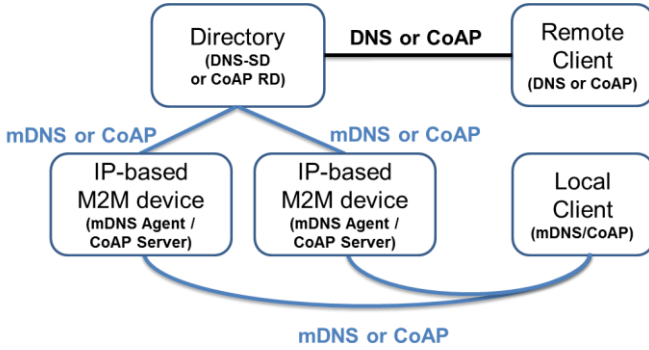 Directory
(DNS-SD
or CoAP RD)
DNS or CoAP
Remote
Client
(DNS or CoAP)
mDNS or CoAP
mDNS or CoAP
IP-based
M2M device
(mDNS Agent /
CoAP Server)
IP-based
M2M device
(mDNS Agent /
CoAP Server)
Local
Client
(mDNS/CoAP)
mDNS or CoAP